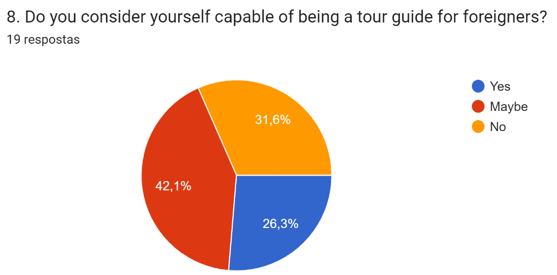 8. Do you consider yourself capable of being a tour guide for foreigners?
19 respostas
Yes
Maybe
No
31,6%
42,1%
26,3%